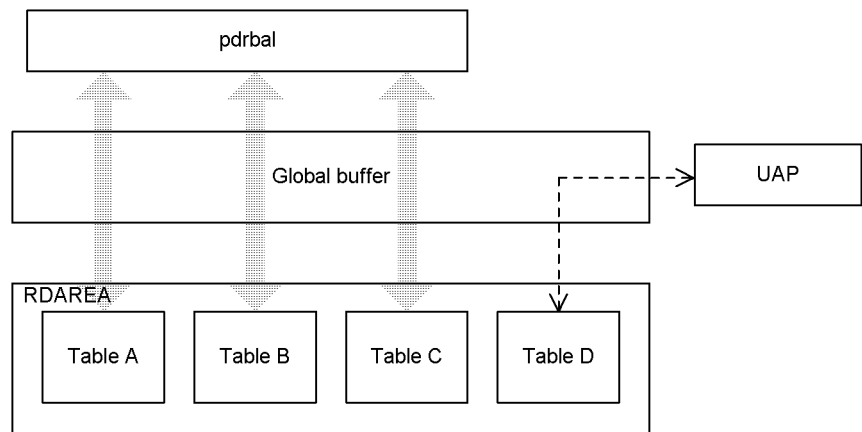 pdrbal
Global buffer
UAP
RDAREA
Table A
Table B
Table C
Table D